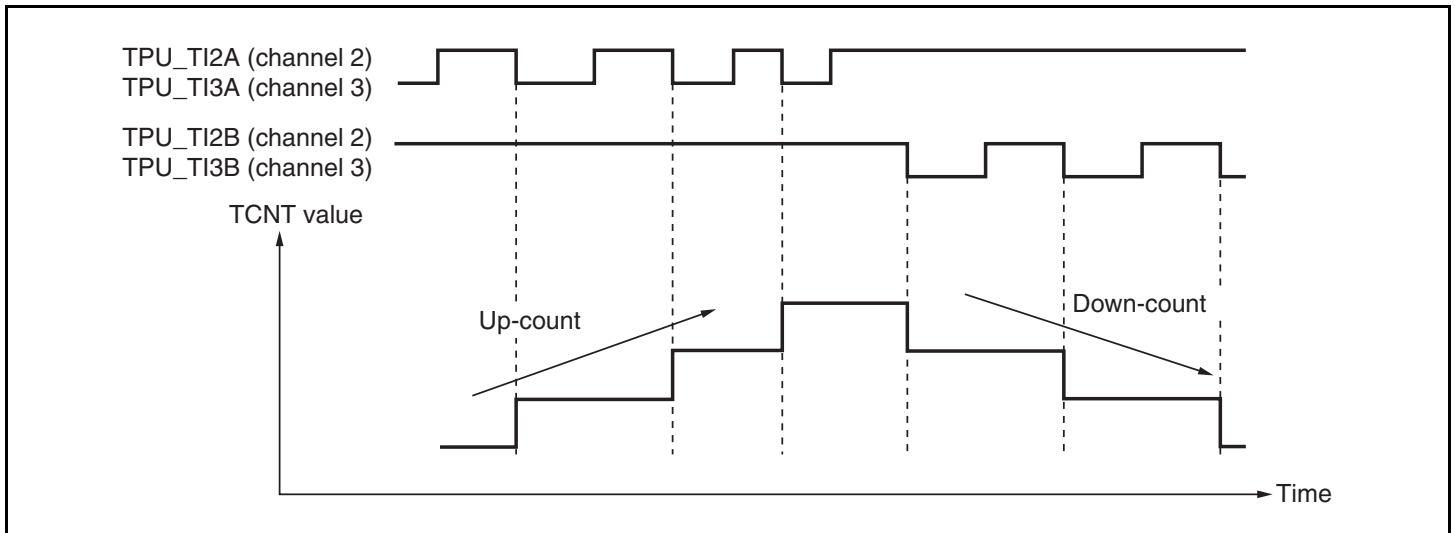 TPU_TI2A (channel 2)
TPU_TI3A (channel 3)
TPU_TI2B (channel 2)
TPU_TI3B (channel 3)
TCNT value
Up-count
Down-count
Time